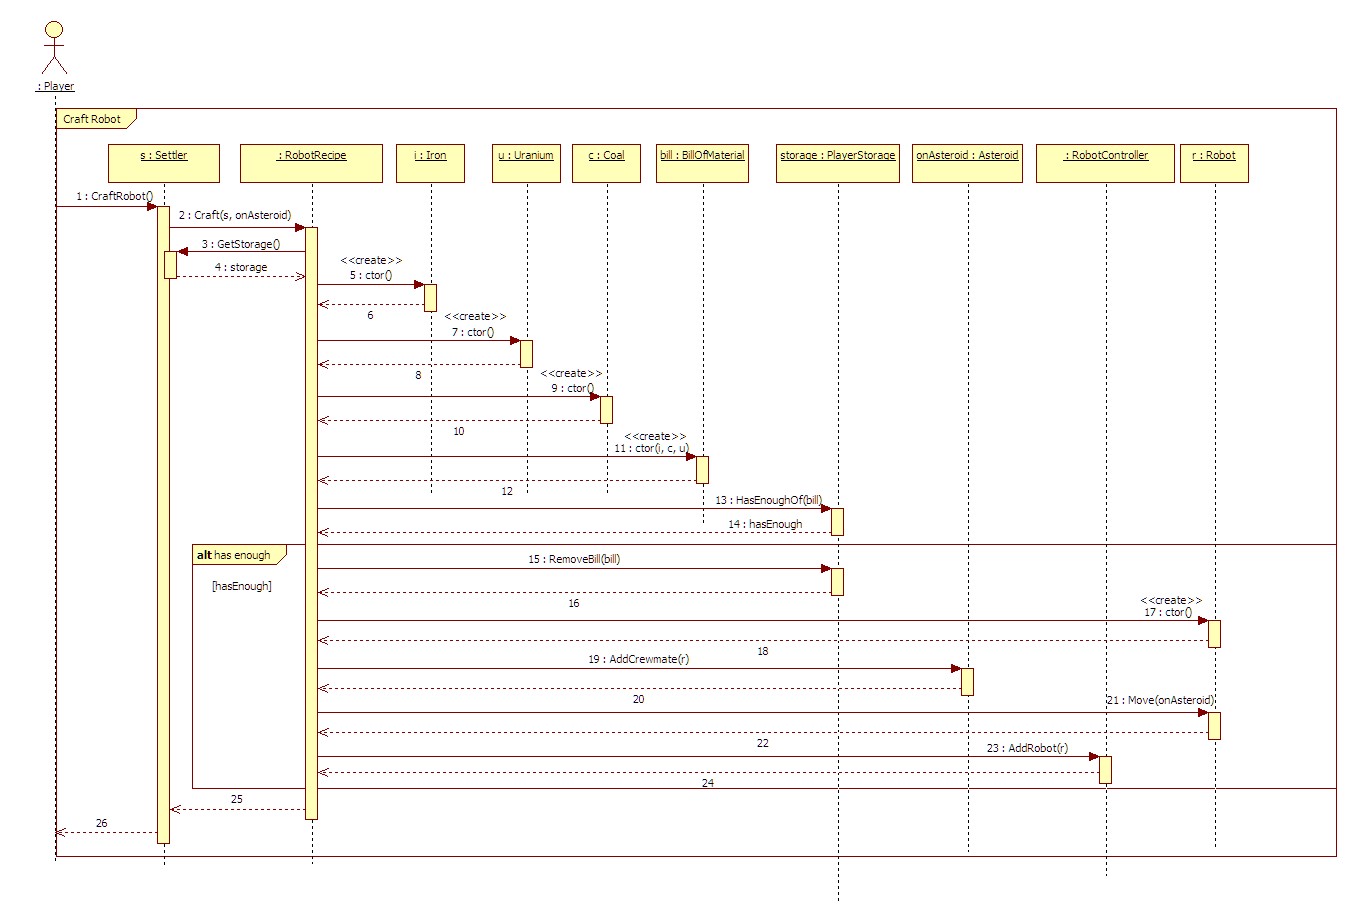 : Player
Craft Robot
s : Settler
: RobotRecipe
i : Iron
u : Uranium
c : Coal
bill : BillOfMaterial
storage : PlayerStorage
onAsteroid : Asteroid
: RobotController
r : Robot
1 : CraftRobot()
2 : Craft(s, onAsteroid)
3 : GetStorage()
4 : storage
<<create>>
5 : ctor()
6
<<create>>
7 : ctor()
8
<<create>>
9 : ctor()
10
<<create>>
11 : ctor(i, c, u)
12
13 : HasEnoughOf(bill)
14 : hasEnough
alt has enough
[hasEnough]
15 : RemoveBill(bill)
16
<<create>>
17 : ctor()
18
19 : AddCrewmate(r)
20
21 : Move(onAsteroid)
22
23 : AddRobot(r)
24
25
26